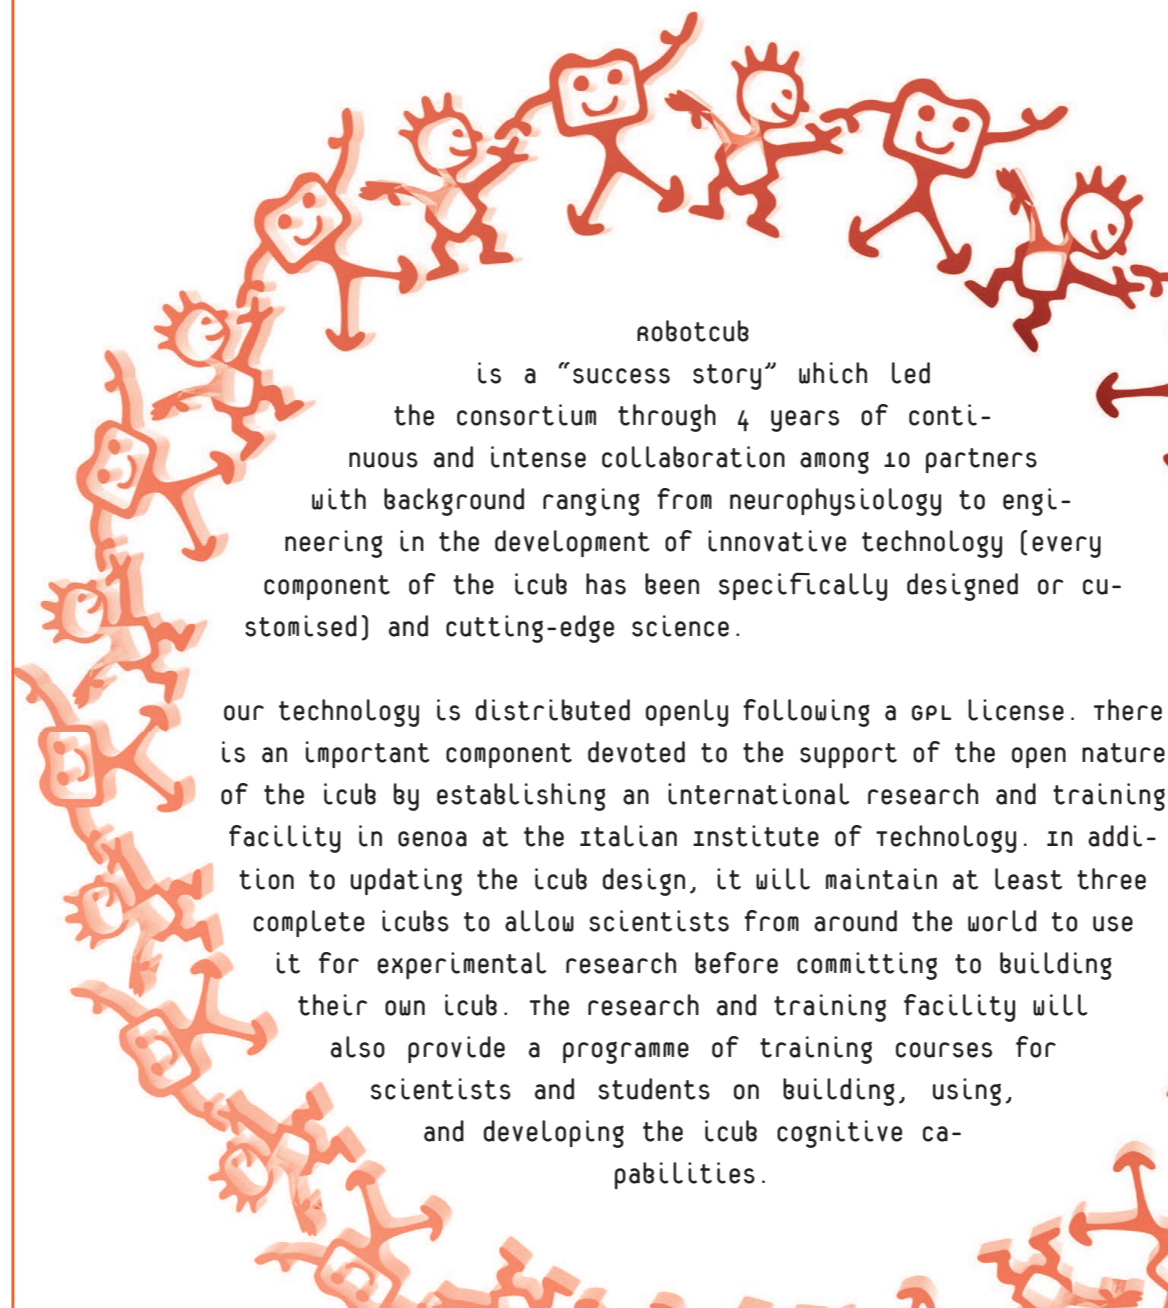 RobotCub
is a “success story” which led
the consortium through 4 years of conti-
nuous and intense collaboration among 10 partners
with background ranging from neurophysiology to engi-
neering in the development of innovative technology (every
component of the icub has been specifically designed or cu-
stomised) and cutting-edge science.
our technology is distributed openly following a GPL license. There
is an important component devoted to the support of the open nature
of the icub by establishing an international research and training
facility in Genoa at the Italian Institute of Technology. In addi-
tion to updating the icub design, it will maintain at least three
complete icubs to allow scientists from around the world to use
it for experimental research before committing to building
their own icub. The research and training facility will
also provide a programme of training courses for
scientists and students on building, using,
and developing the icub cognitive ca-
pabilities.